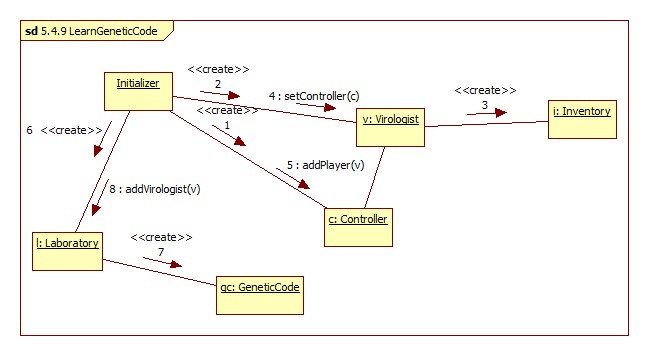 sd 5.4.9 LearnGeneticCode
<<create>>
2
Initializer
4 : setController(c)
<<create>>
3
<<create>>
1
v: Virologist
i: Inventory
6 <<create>>
5 : addPlayer(v)
8 : addVirologist(v)
c: Controller
l: Laboratory
<<create>>
7
gc: GeneticCode